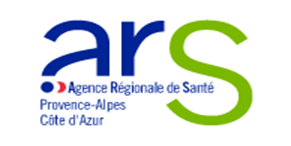 ars
Agence Régionale de Santé
Provence-Alpes
Côte d'Azur